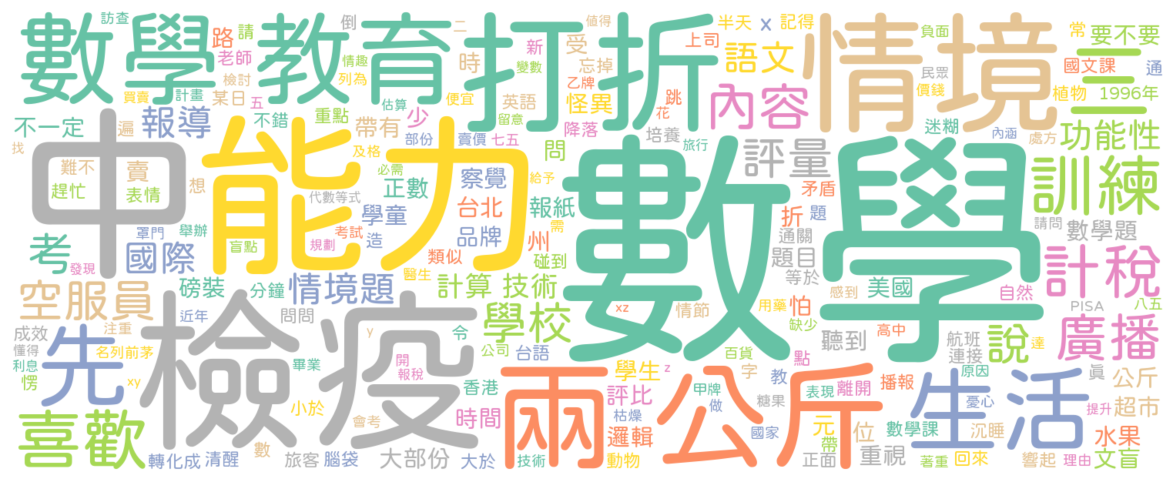 數學
教育
打折
情境
中
能力
數學
檢疫
兩
公斤
生活
先
喜歡
三
訓練
計稅
廣播
內容
語文
評量
功能性
要不要
空服員
考
國際
報導
情境題
學校
計算
技術
說
超市
水果
文盲
公斤
重視
位
元
帶
時間
評比
邏輯
學生
動物
大部份
腦袋
旅客
清醒
轉化成
數
會考
小於
大於
香港
令
台語
公司
畢業
近年
注重
名列前茅
xy
愣
利息
懂得
成效
發現
磅裝
分鐘
問問
趕忙
表情
難不
罩門
舉辦
盲點
規劃
考試
造
類似
學童
正數
代數等式
必需
及格
察覺
台北
品牌
報紙
州
碰到
給予
醫生
需
問
七五
賣價
部份
少
帶有
重點
不錯
五
某日
計畫
買賣
檢討
老師
路
請
訪查
倒
情趣
列為
估算
便宜
時
二
受
新
變數
忘掉
值得
怪異
乙牌
英語
留意
降落
花
跳
上司
半天
x
記得
培養
旅行
負面
民眾
價錢
植物
國文課
常
通
1996年
迷糊
內涵
處方
矛盾
折
題
通關
題目
等於
請問
數學題
美國
自然
感到
用藥
怕
缺少
聽到
高中
航班
連接
PISA
八五
達
真
原因
憂心
提升
理由
響起
沉睡
回來
著重
數學課
播報
離開
表現
點
教
字
百貨
甲牌
做
糖果
國家
枯燥
正面
情節
xz
z
y
開
報稅
技術
不一定
遍
賣
想
找